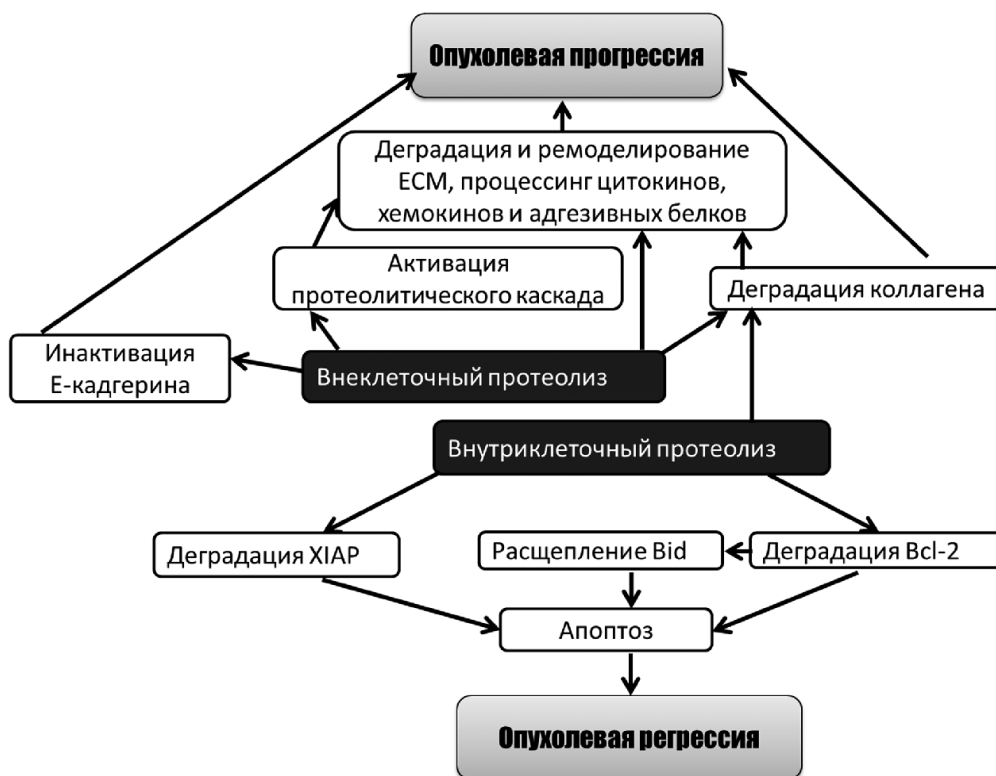 Опухолевая прогрессия
Деградация и ремоделирование
ECM, процессинг цитокинов,
хемокинов и адгезивных белков
Активация
протеолитического каскада
Деградация коллагена
Инактивация
Е-кадгерина
Внеклеточный протеолиз
Внутриклеточный протеолиз
Деградация XIAP
Расщепление Bid
Деградация Bcl-2
Апоптоз
Опухолевая регрессия